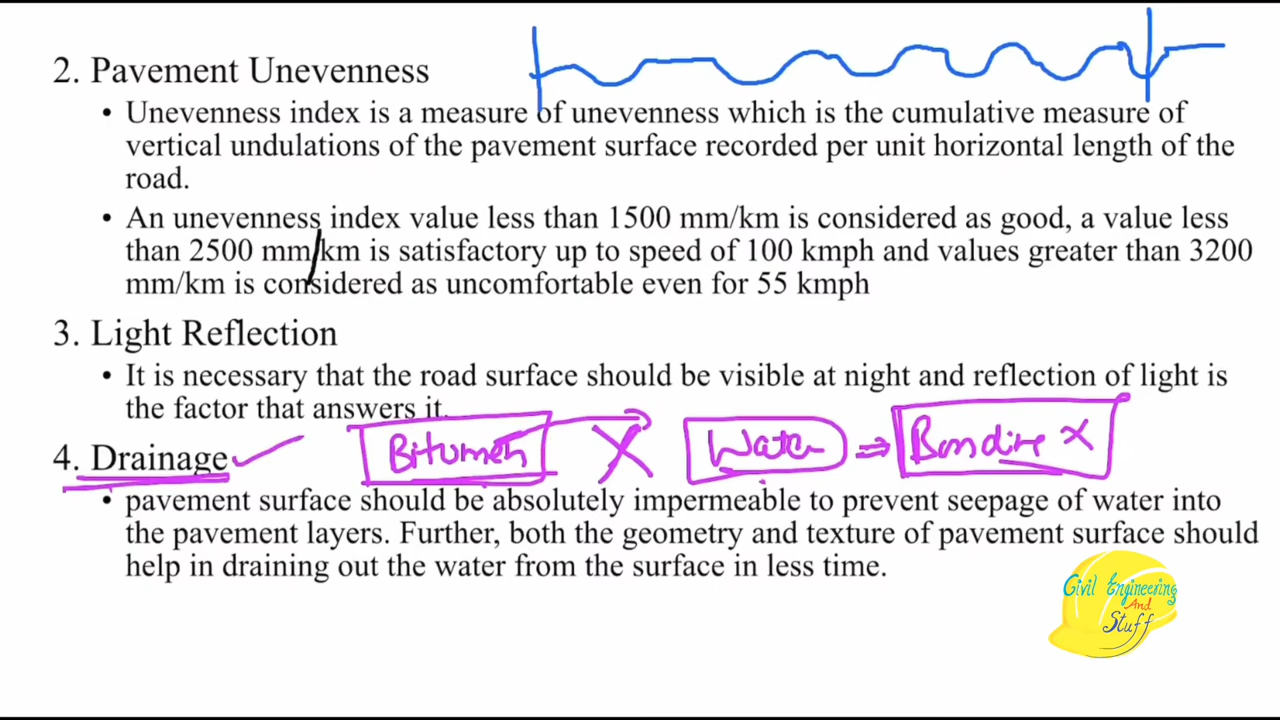 2. Pavement Unevenness
• Unevenness index is a measure of unevenness which is the cumulative measure of
vertical undulations of the pavement surface recorded per unit horizontal length of the
road.
• An unevenness index value less than 1500 mm/km is considered as good, a value less
than 2500 mm/km is satisfactory up to speed of 100 kmph and values greater than 3200
mm/km is considered as uncomfortable even for 55 kmph
3. Light Reflection
• It is necessary that the road surface should be visible at night and reflection of light is
the factor that answers it.
Bitumen X Water ⇒ Bonding X
4. Drainage
• pavement surface should be absolutely impermeable to prevent seepage of water into
the pavement layers. Further, both the geometry and texture of pavement surface should
help in draining out the water from the surface in less time.
Civil Engineering
And
Stuff